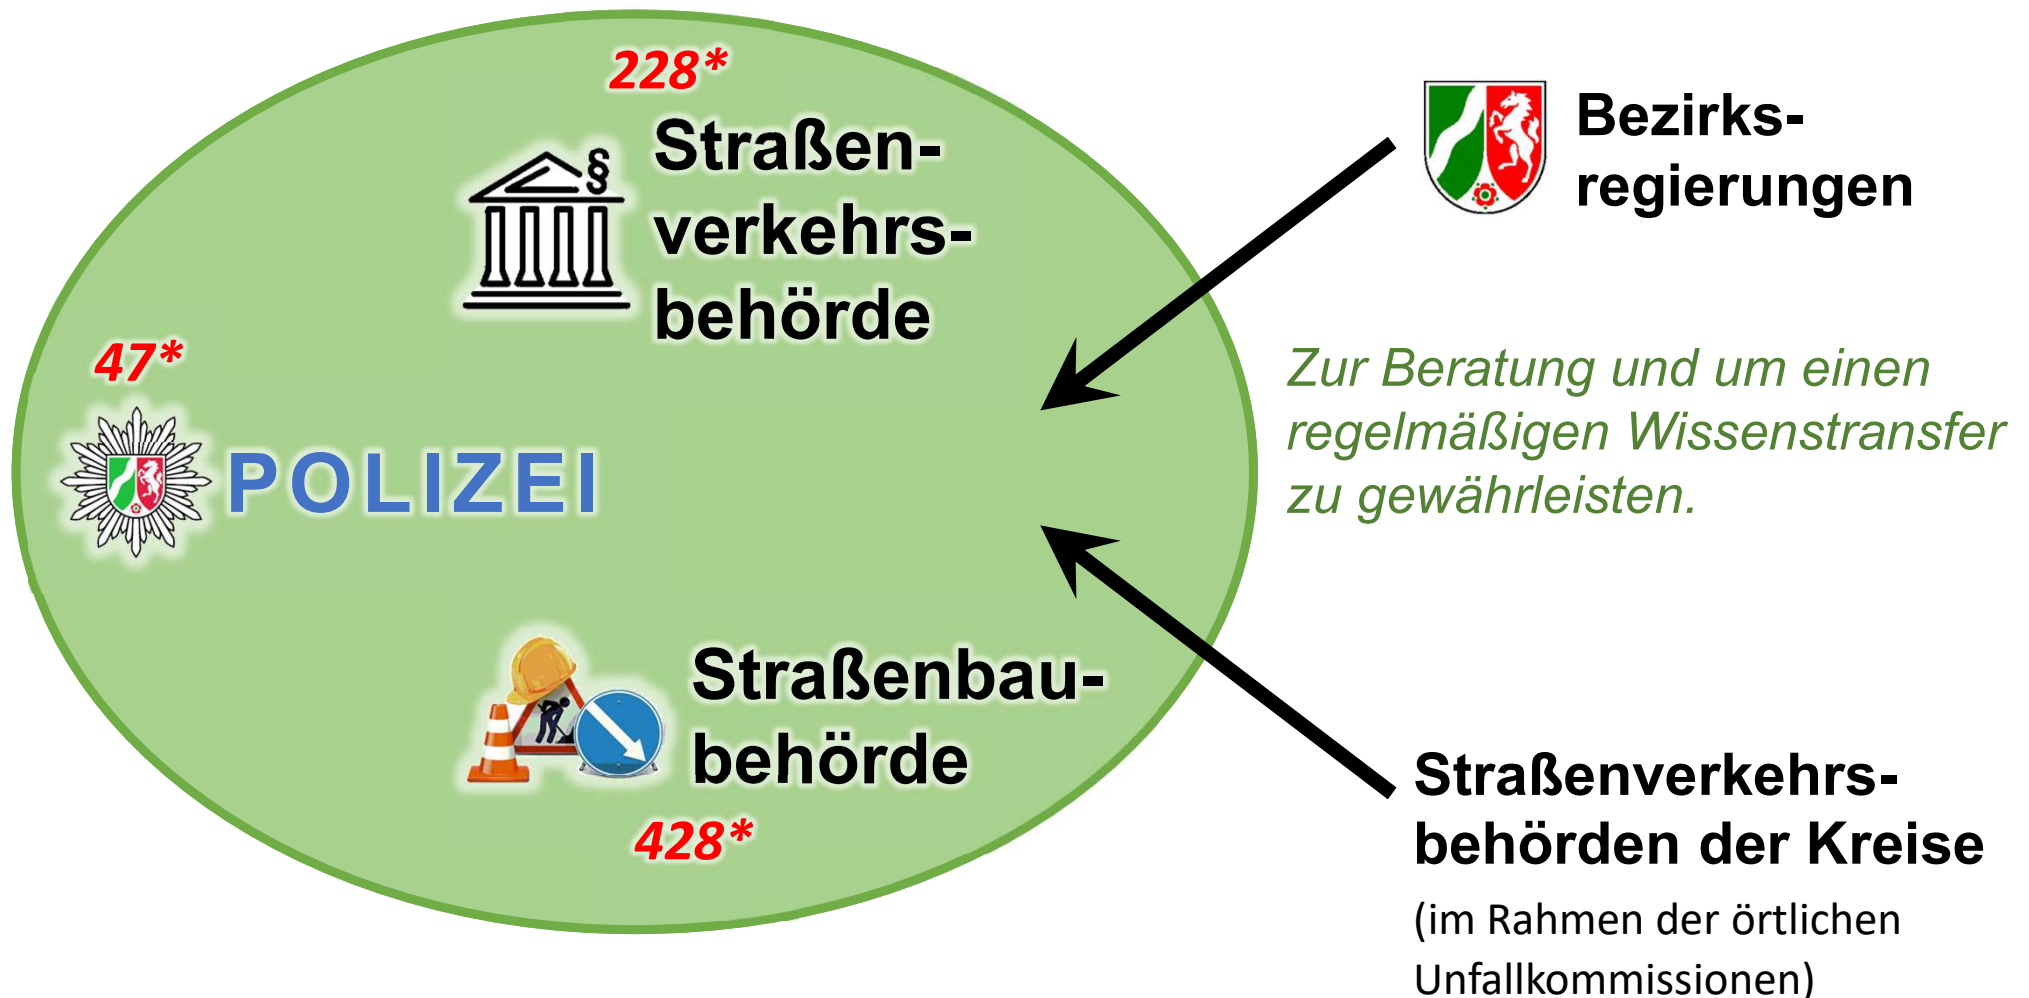 228*
Straßen-
verkehrs-
behörde
§
47*
POLIZEI
Straßenbau-
behörde
428*
Bezirks-
regierungen
Zur Beratung und um einen
regelmäßigen Wissenstransfer
zu gewährleisten.
Straßenverkehrs-
behörden der Kreise
(im Rahmen der örtlichen
Unfallkommissionen)